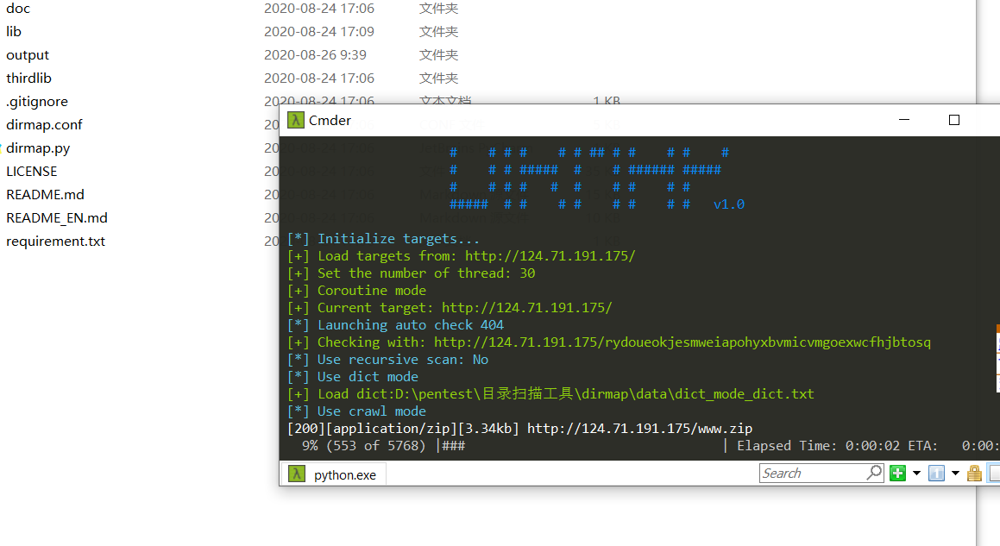 doc 2020-08-24 17:06 文件夹
lib 2020-08-24 17:09 文件夹
output 2020-08-26 9:39 文件夹
thirdlib 2020-08-24 17:06 文件夹
.gitignore 2020-08-24 17:06 文本文档 1 KB
dirmap.conf 20
dirmap.py 20
LICENSE 20
README.md 20
README_EN.md 20
requirement.txt 20
Cmder
# # # # # # ## # # # # #
# # # ##### # # ###### #####
# # # # # # # # # #
##### # # # # # # # # v1.0
[*] Initialize targets...
[+] Load targets from: http://124.71.191.175/
[+] Set the number of thread: 30
[+] Coroutine mode
[+] Current target: http://124.71.191.175/
[*] Launching auto check 404
[+] Checking with: http://124.71.191.175/rydoueokjesmweiapohyxbvmicvmgoexwcfhjbtosq
[*] Use recursive scan: No
[*] Use dict mode
[+] Load dict:D:\pentest\目录扫描工具\dirmap\data\dict_mode_dict.txt
[*] Use crawl mode
[200][application/zip][3.34kb] http://124.71.191.175/www.zip
9% (553 of 5768) |### | Elapsed Time: 0:00:02 ETA: 0:00:
python.exe Search